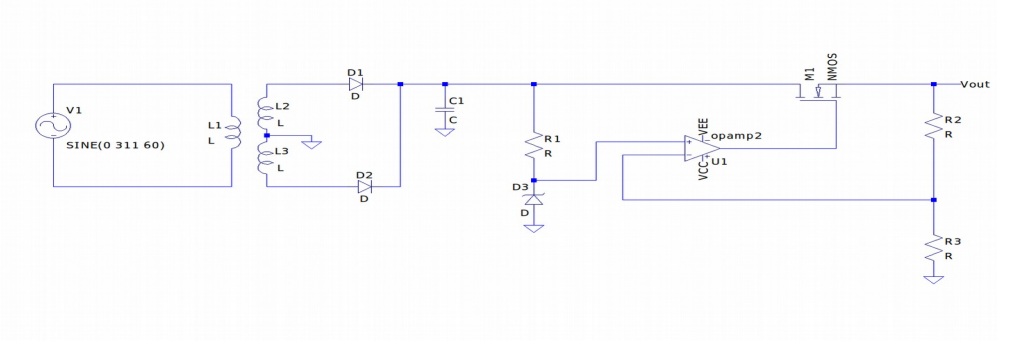 V1
SINE(0 311 60)
L1
L
L2
L
L3
L
D1
D
D2
D
C1
C
R1
R
D3
D
VEE
opamp2
VCC
U1
M1
NMOS
Vout
R2
R
R3
R